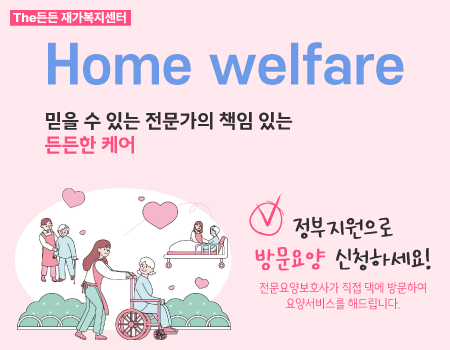 The든든 재가복지센터
Home welfare
믿을 수 있는 전문가의 책임 있는
든든한 케어
정부지원으로
방문요양 신청하세요!
전문요양보호사가 직접 댁에 방문하여
요양서비스를 해드립니다.